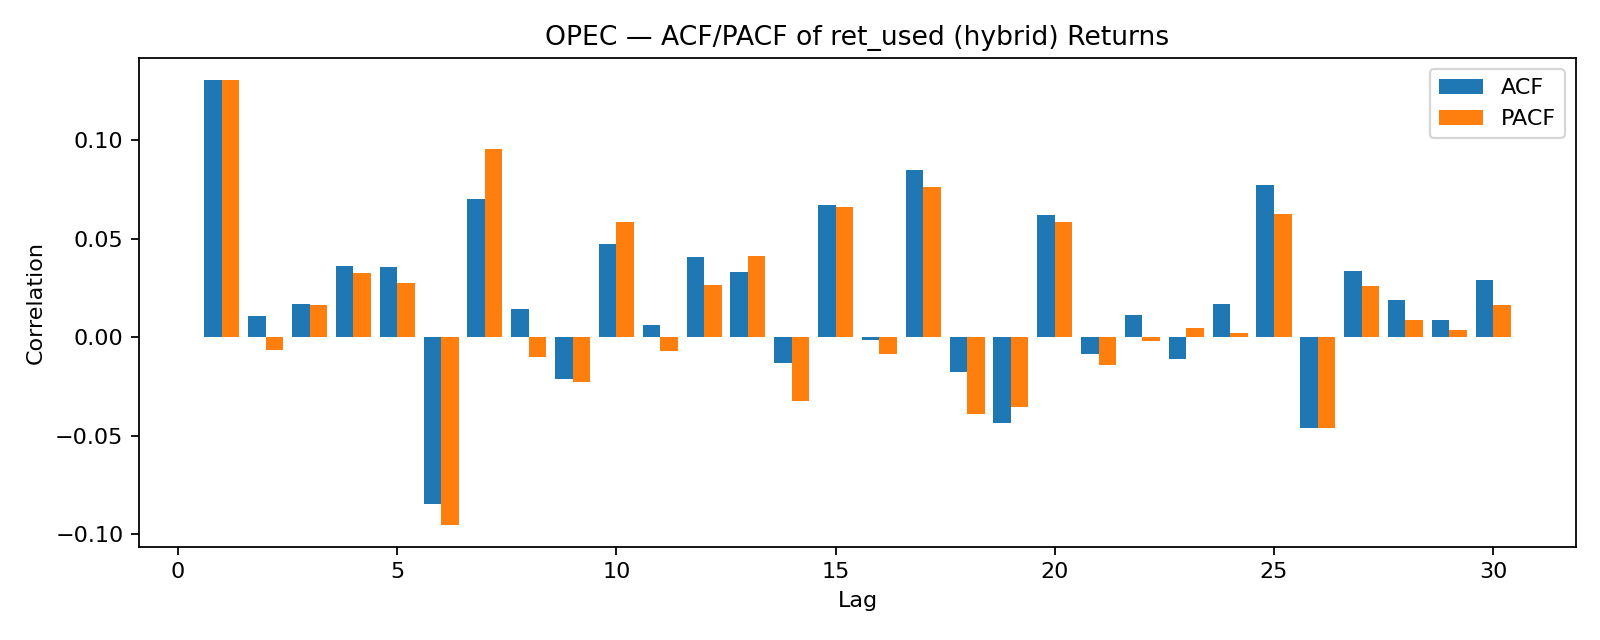 OPEC — ACF/PACF of ret_used (hybrid) Returns
ACF
PACF
Correlation
0.10
0.05
0.00
−0.05
−0.10
0 5 10 15 20 25 30
Lag